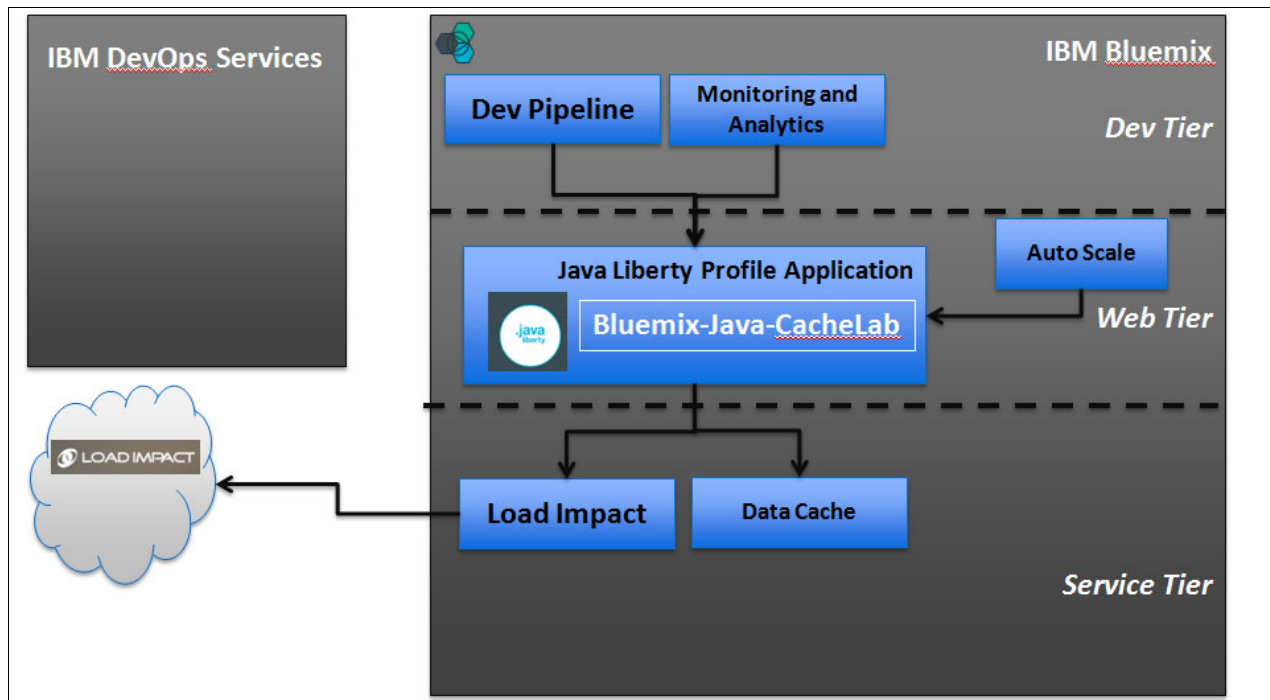 IBM DevOps Services
IBM Bluemix
Dev Pipeline
Monitoring and
Analytics
Dev Tier
Java Liberty Profile Application
.java
liberty
Bluemix-Java-CacheLab
Auto Scale
Web Tier
LOAD IMPACT
Load Impact
Data Cache
Service Tier